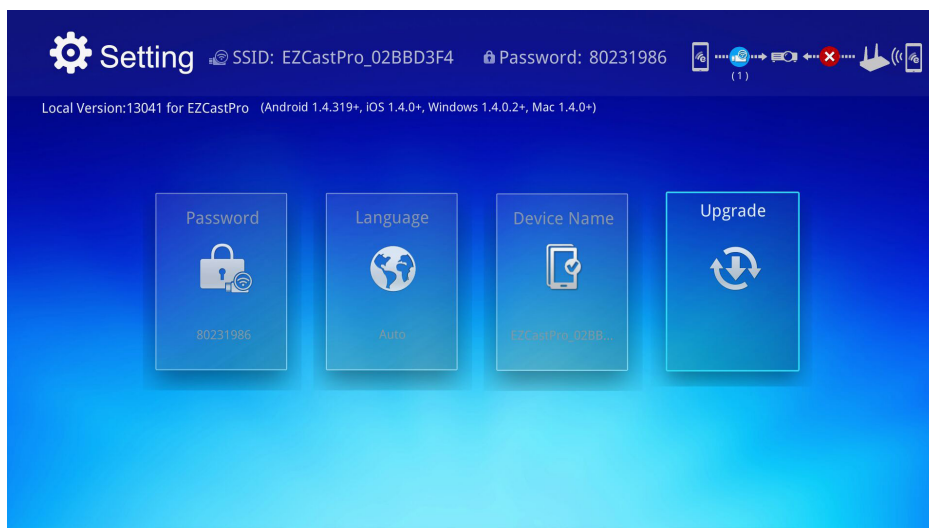 Setting SSID: EZCastPro_02BBD3F4 Password: 80231986
(1)
Local Version:13041 for EZCastPro (Android 1.4.319+, iOS 1.4.0+, Windows 1.4.0.2+, Mac 1.4.0+)
Password Language Device Name Upgrade
80231986 Auto EZCastPro_02BB...